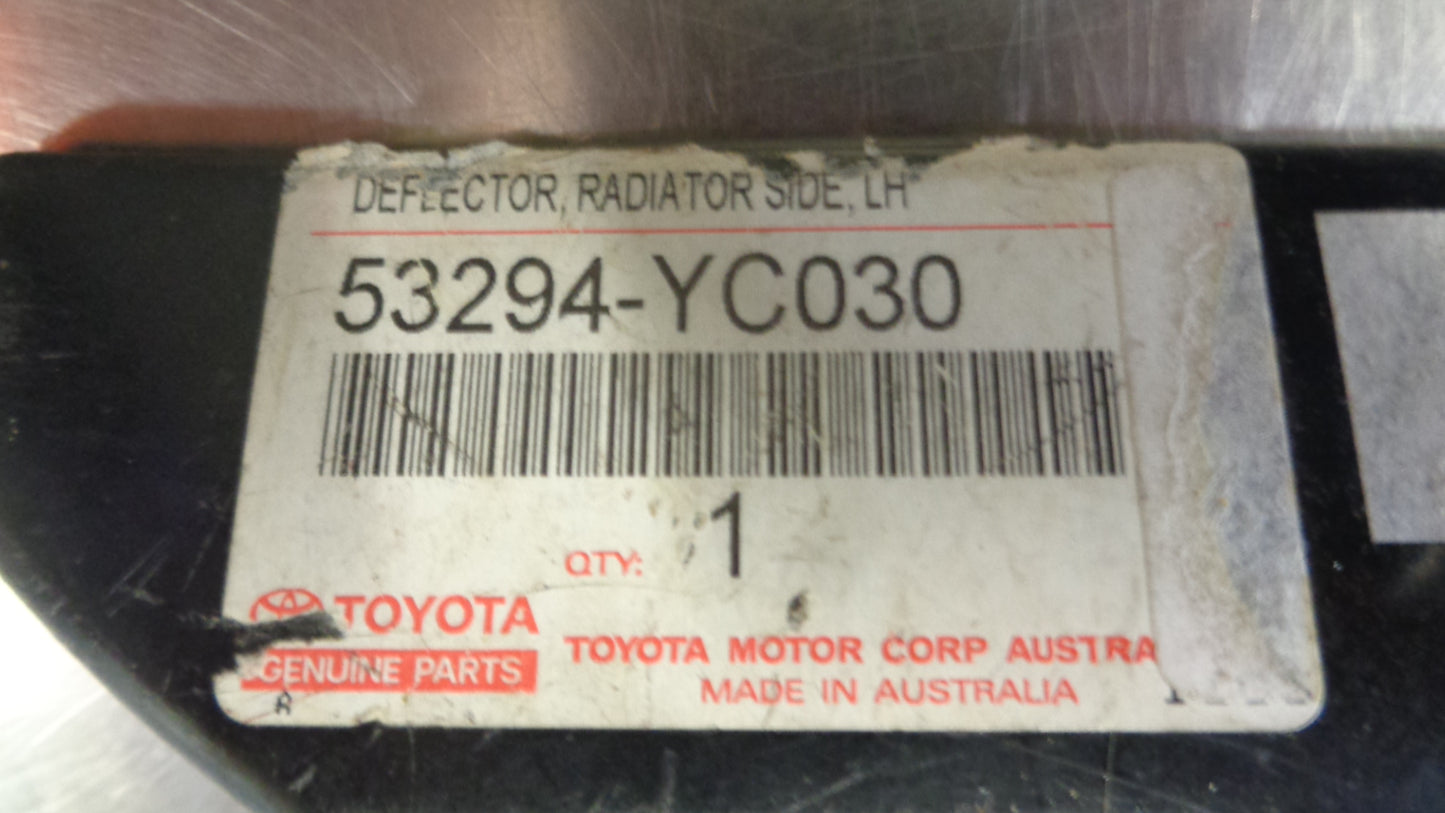 DEFLECTOR, RADIATOR SIDE, LH
53294-YC030
QTY: 1
TOYOTA
GENUINE PARTS
TOYOTA MOTOR CORP AUSTRA
MADE IN AUSTRALIA
A